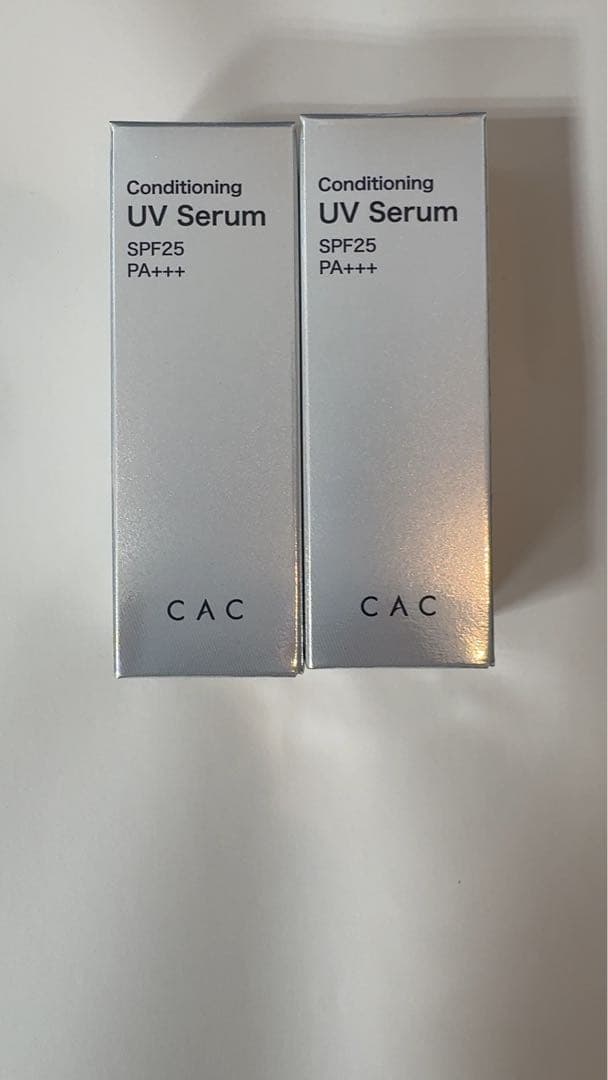 Conditioning
UV Serum
SPF25
PA+++
CAC
Conditioning
UV Serum
SPF25
PA+++
CAC